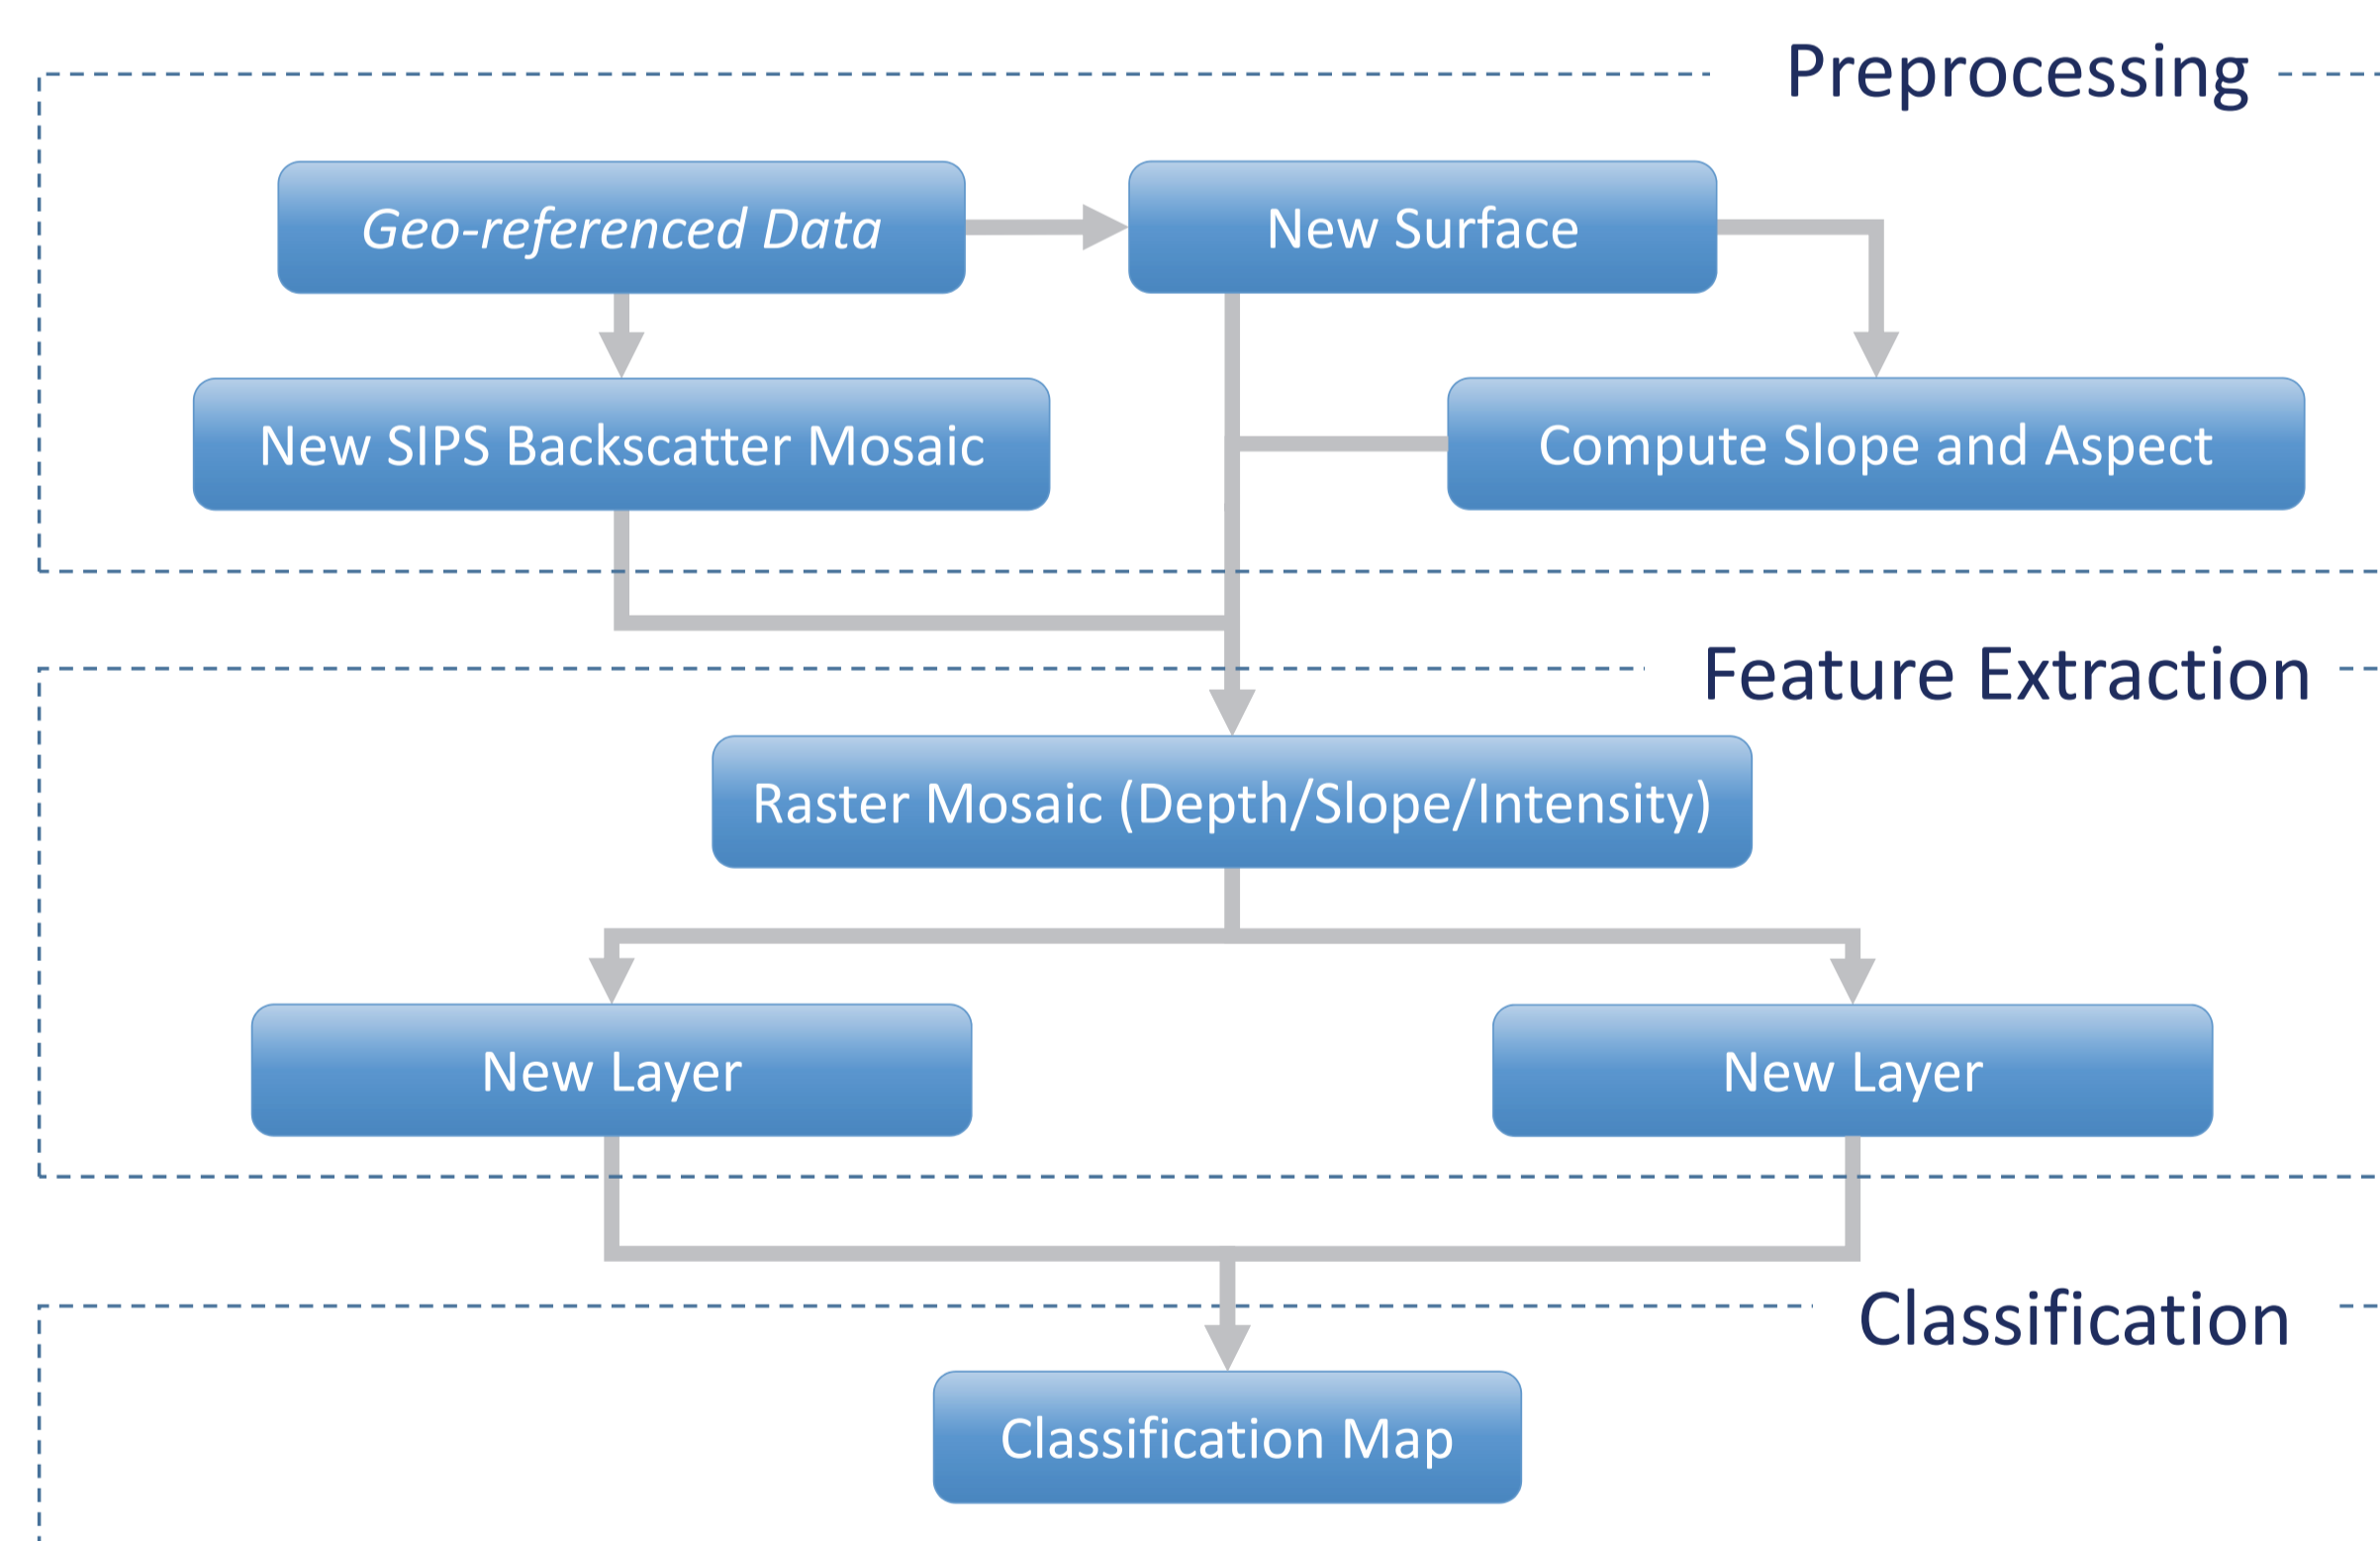 Preprocessing
Geo-referenced Data
New Surface
New SIPS Backscatter Mosaic
Compute Slope and Aspect
Feature Extraction
Raster Mosaic (Depth/Slope/Intensity)
New Layer
New Layer
Classification
Classification Map